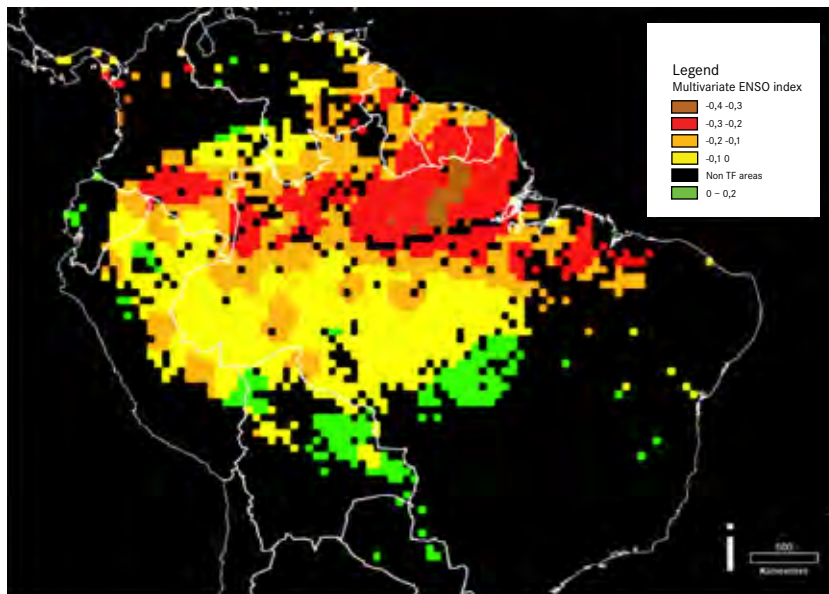 Legend
Multivariate ENSO index
-0,4 -0,3
-0,3 -0,2
-0,2 -0,1
-0,1 0
Non TF areas
0 – 0,2
i
500
Kilometers